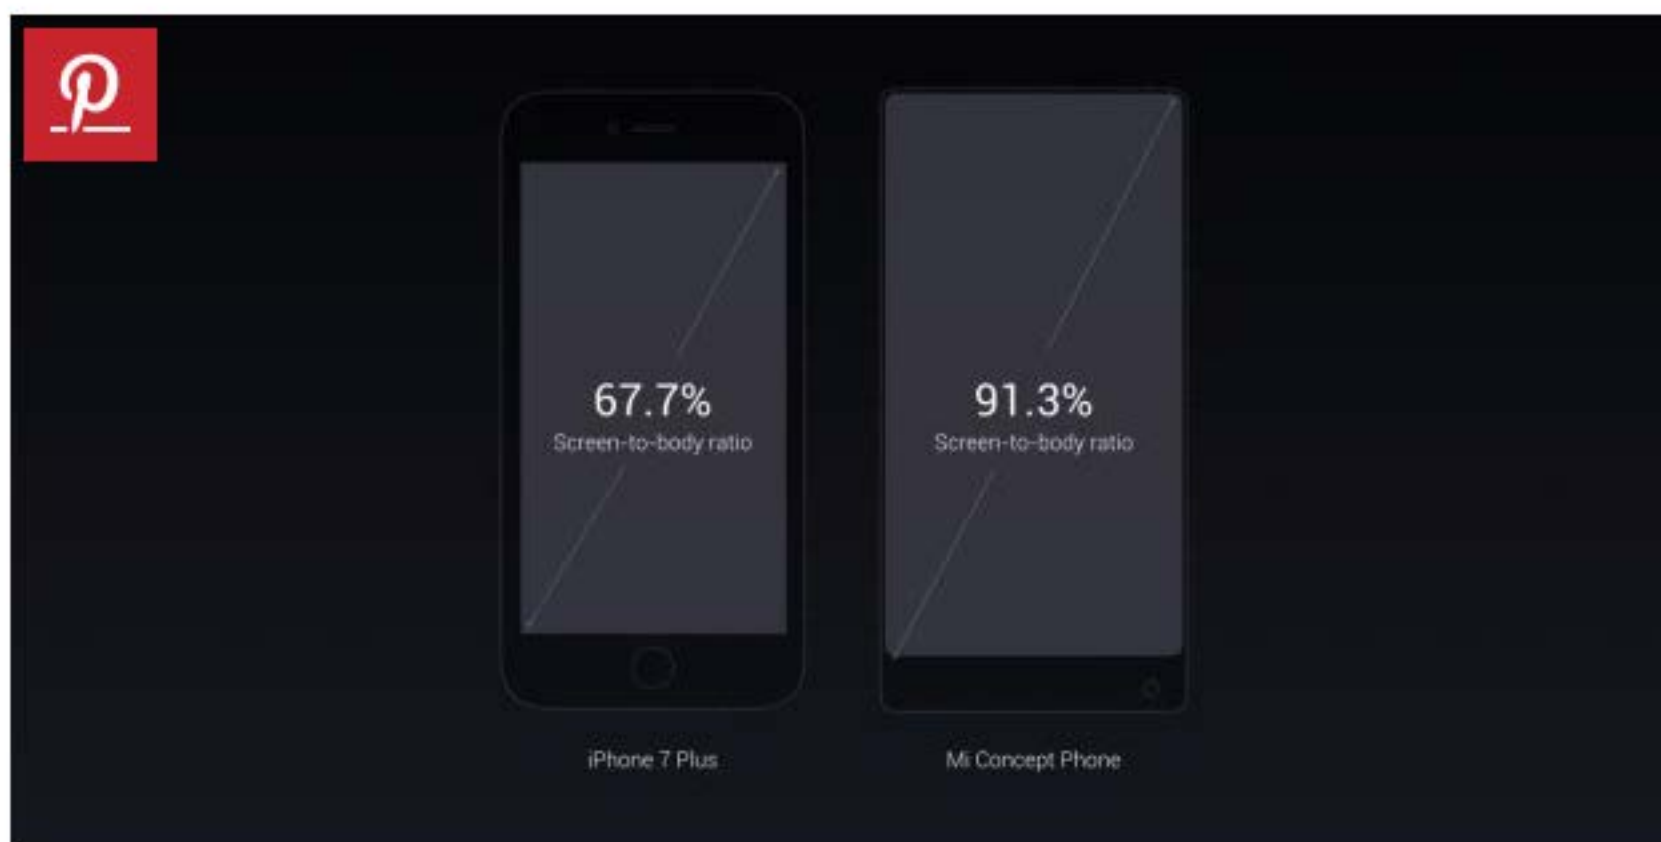 67.7%
Screen-to-body ratio
iPhone 7 Plus
91.3%
Screen-to-body ratio
Mi Concept Phone